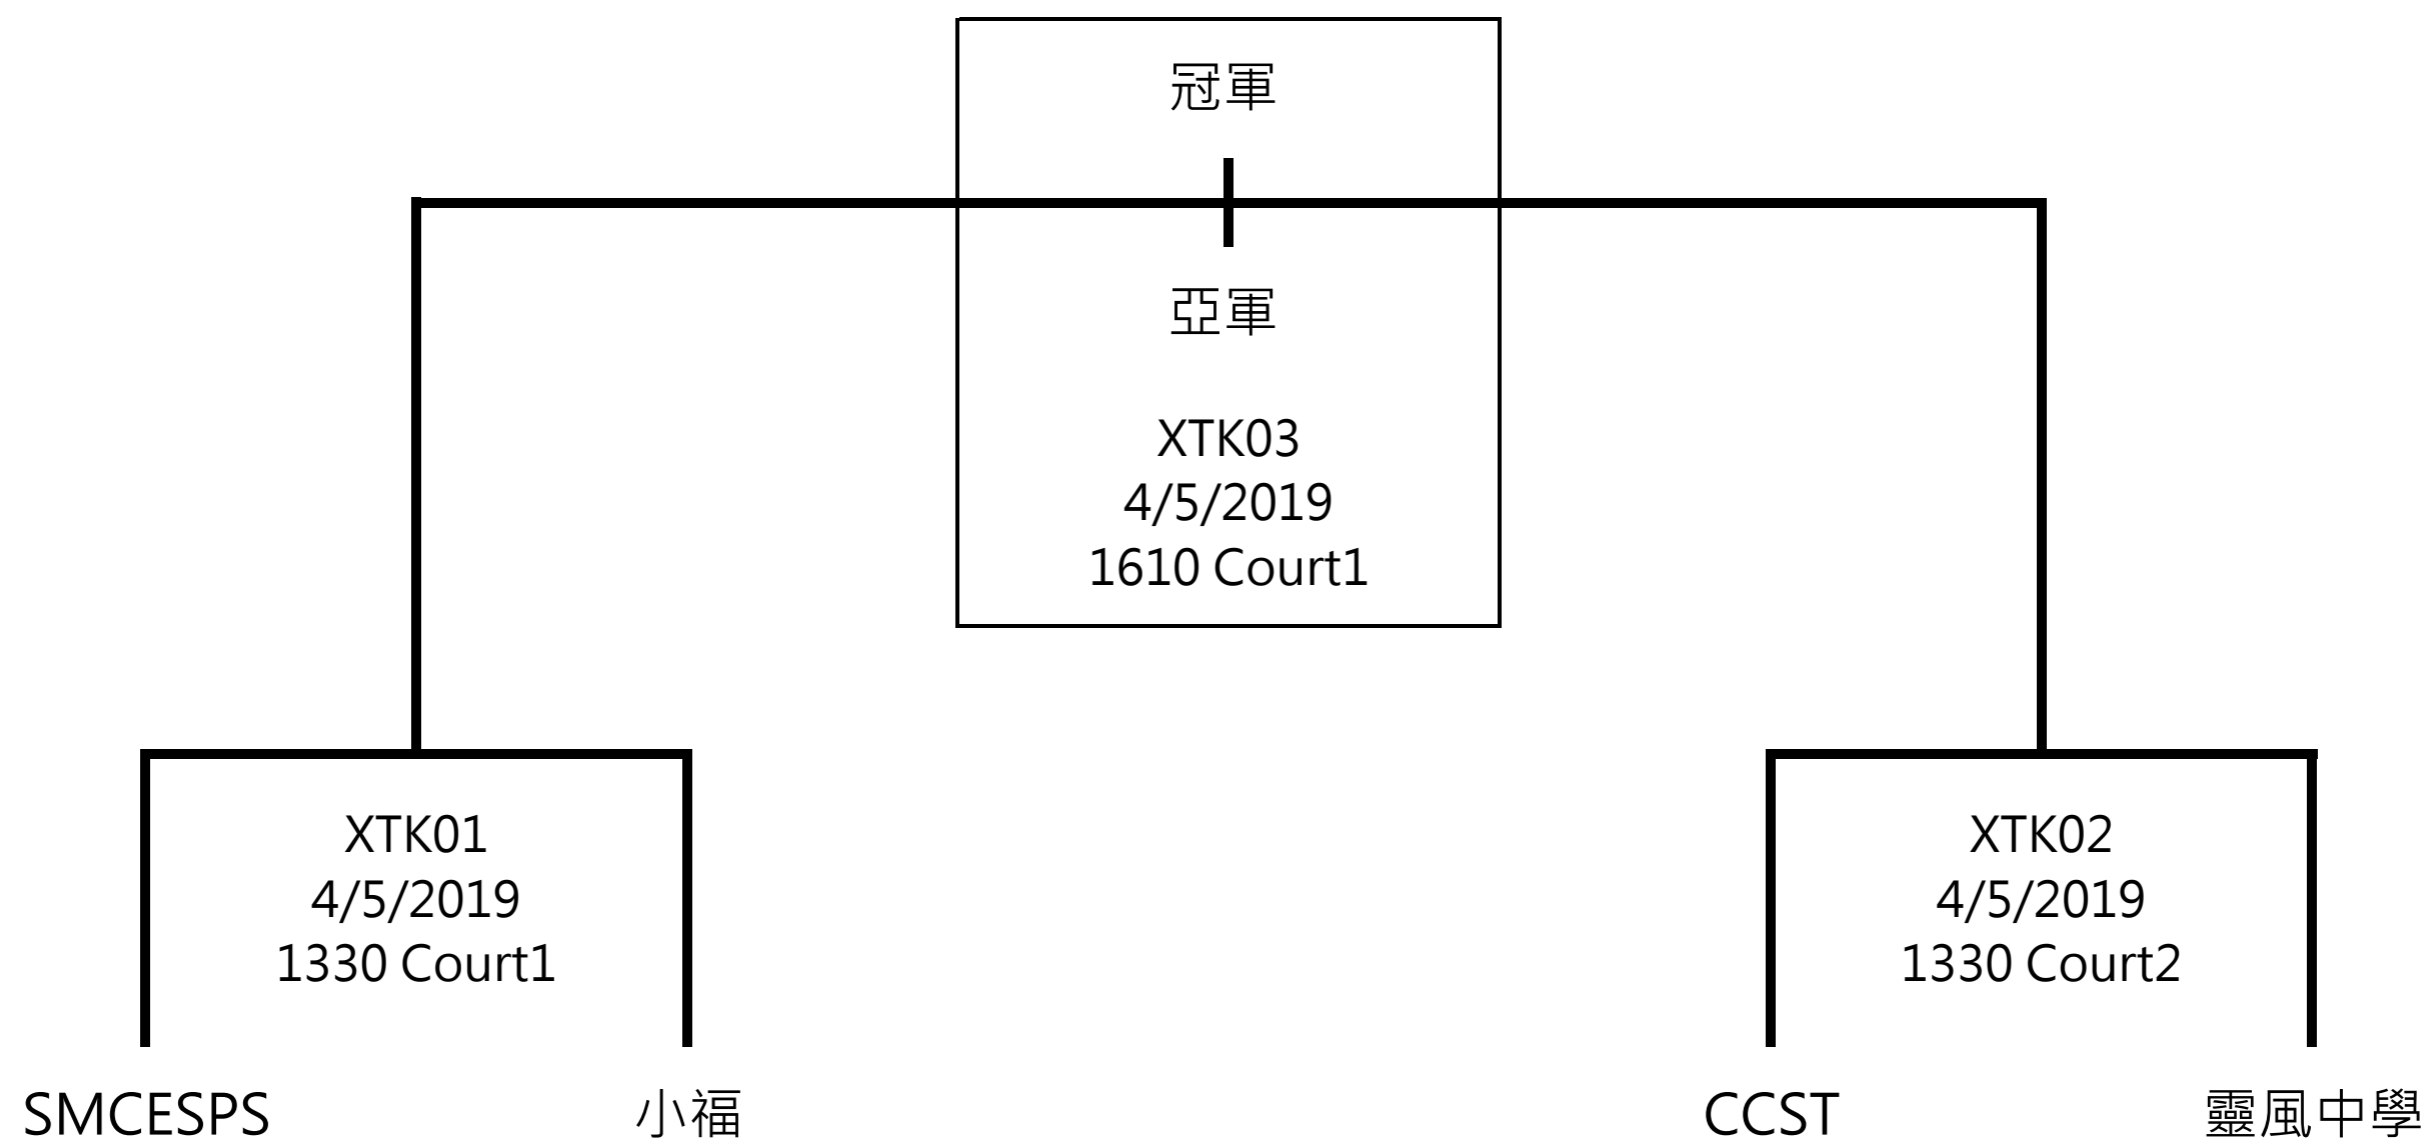 冠軍
亞軍
XTK03
4/5/2019
1610 Court1
XTK01
4/5/2019
1330 Court1
XTK02
4/5/2019
1330 Court2
SMCESPS
小福
CCST
靈風中學